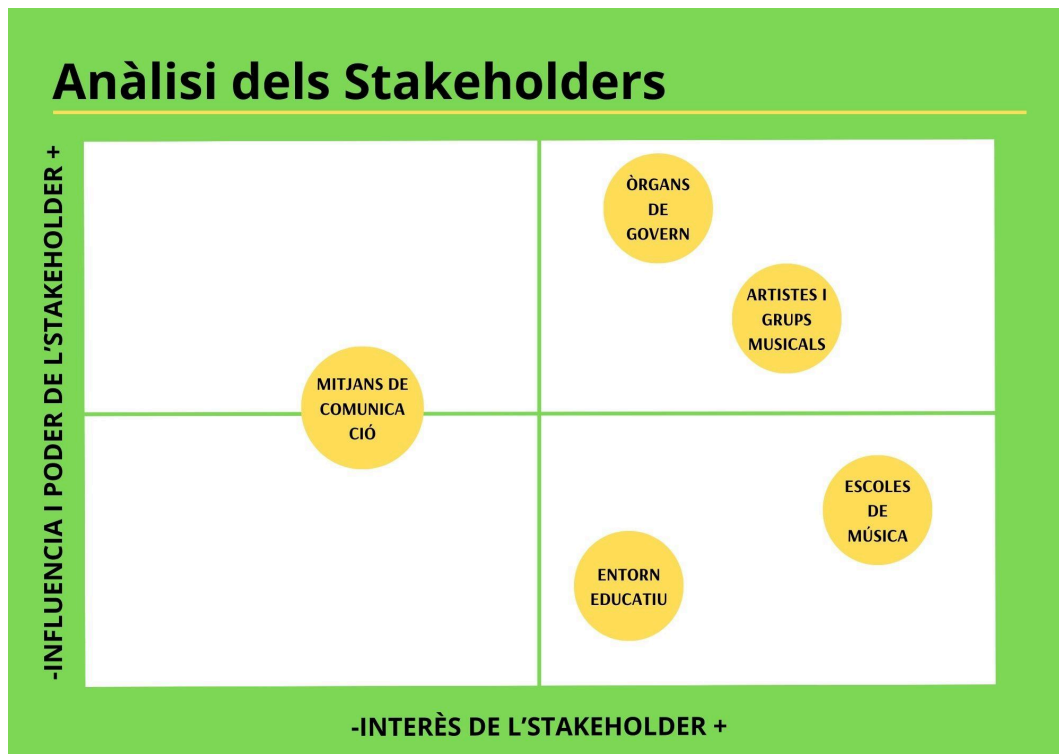 Anàlisi dels Stakeholders
-INFLUENCIA I PODER DE L'STAKEHOLDER +
ÒRGANS
DE
GOVERN
ARTISTES I
GRUPS
MUSICALS
MITJANS DE
COMUNICA
CIÓ
ESCOLES
DE
MÚSICA
ENTORN
EDUCATIU
-INTERÈS DE L'STAKEHOLDER +